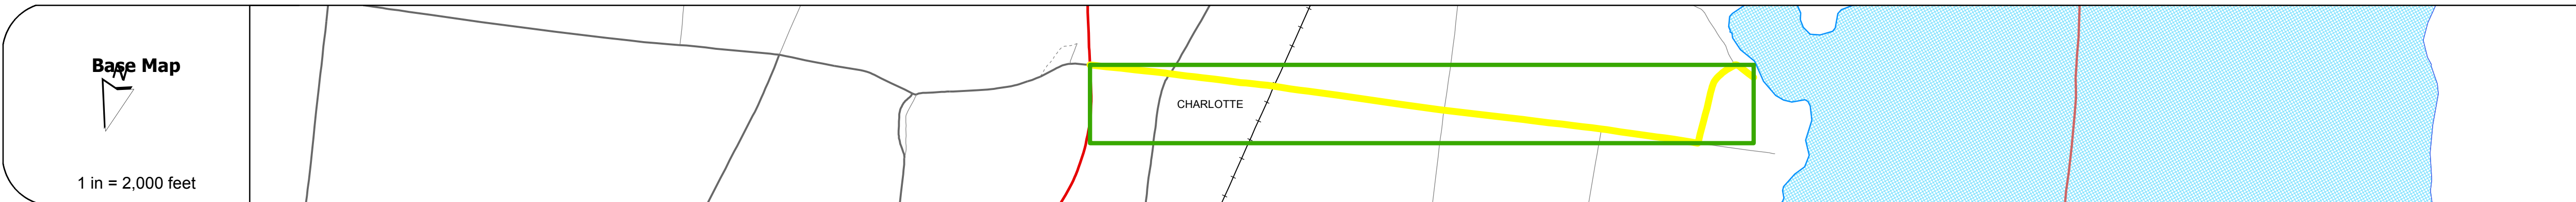 Base Map
N
1 in = 2,000 feet
CHARLOTTE